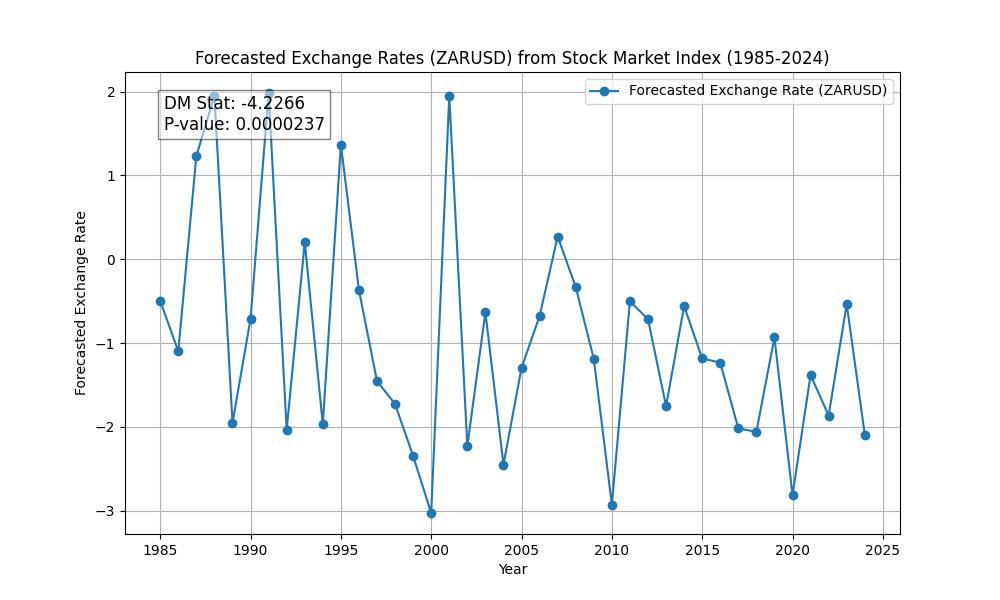 Forecasted Exchange Rates (ZARUSD) from Stock Market Index (1985-2024)
DM Stat: -4.2266
P-value: 0.0000237
Forecasted Exchange Rate (ZARUSD)
Forecasted Exchange Rate
2
1
0
−1
−2
−3
1985 1990 1995 2000 2005 2010 2015 2020 2025
Year